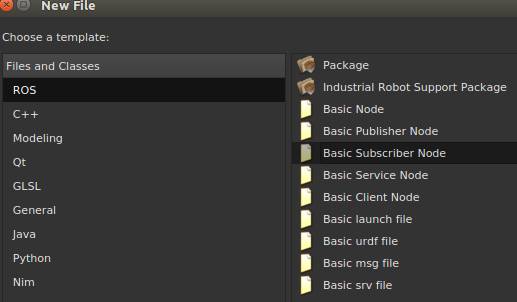 New File
Choose a template:
Files and Classes
ROS
C++
Modeling
Qt
GLSL
General
Java
Python
Nim
Package
Industrial Robot Support Package
Basic Node
Basic Publisher Node
Basic Subscriber Node
Basic Service Node
Basic Client Node
Basic launch file
Basic urdf file
Basic msg file
Basic srv file